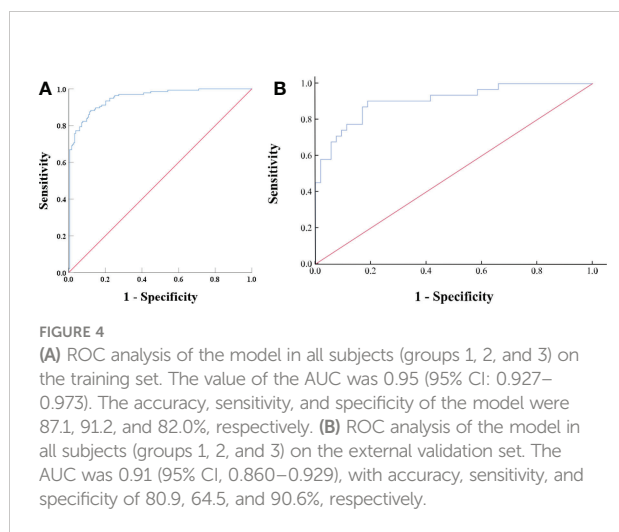 A
B
1.0
0.8
0.6
0.4
0.2
0.0
Sensitivity
0.0 0.2 0.4 0.6 0.8 1.0
1 - Specificity
1.0
0.8
0.6
0.4
0.2
0.0
Sensitivity
0.0 0.2 0.4 0.6 0.8 1.0
1 - Specificity
FIGURE 4
(A) ROC analysis of the model in all subjects (groups 1, 2, and 3) on
the training set. The value of the AUC was 0.95 (95% CI: 0.927–
0.973). The accuracy, sensitivity, and specificity of the model were
87.1, 91.2, and 82.0%, respectively. (B) ROC analysis of the model in
all subjects (groups 1, 2, and 3) on the external validation set. The
AUC was 0.91 (95% CI, 0.860–0.929), with accuracy, sensitivity, and
specificity of 80.9, 64.5, and 90.6%, respectively.